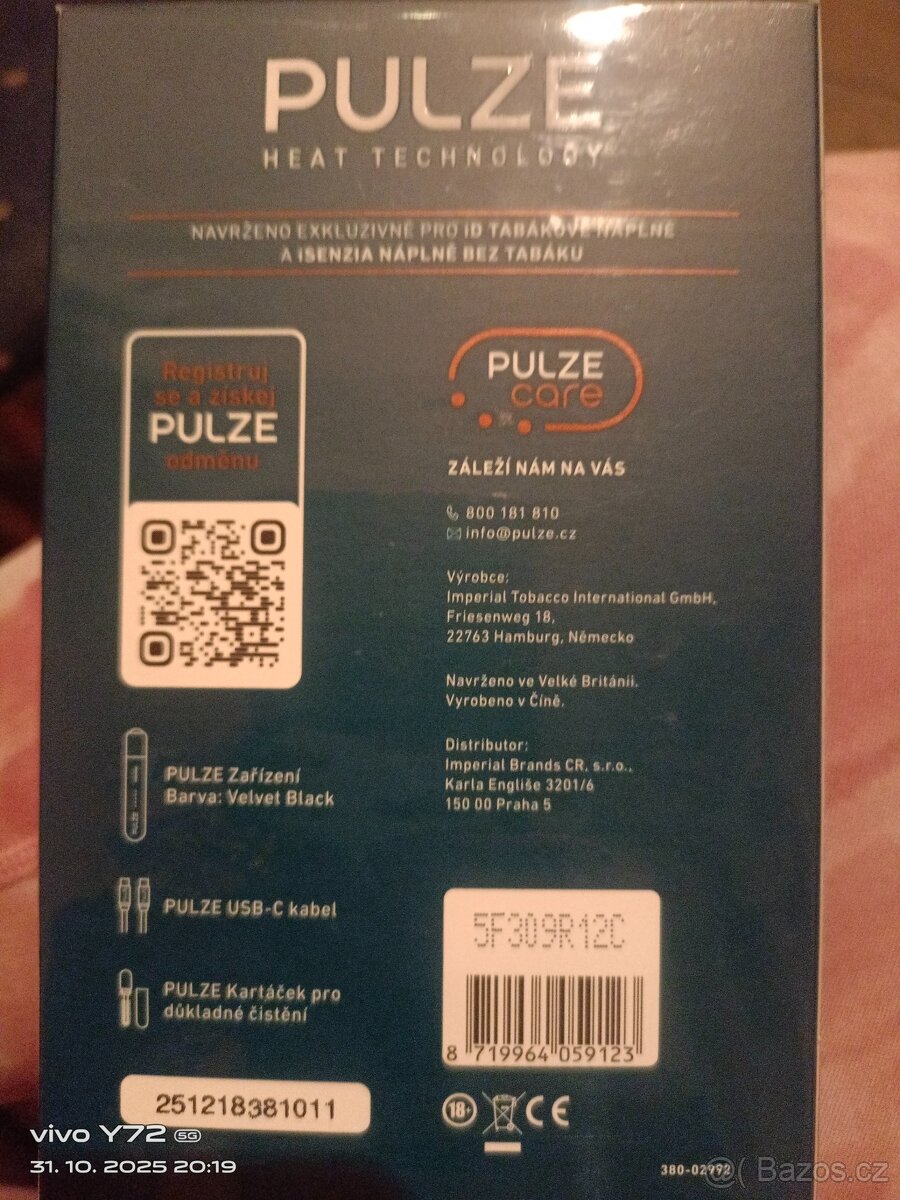 PULZE
HEAT TECHNOLOGY
NAVRŽENO EXKLUZIVNĚ PRO iD TABÁKOVÉ NÁPLNĚ
A iSENZIA NÁPLNĚ BEZ TABÁKU
Registruj
se a získej
PULZE
odměnu
PULZE
care
ZÁLEŽÍ NÁM NA VÁS
800 181 810
info@pulze.cz
Výrobce:
Imperial Tobacco International GmbH,
Friesenweg 18,
22763 Hamburg, Německo
Navrženo ve Velké Británii.
Vyrobeno v Číně.
Distributor:
Imperial Brands CR, s.r.o.,
Karla Engliše 3201/6
150 00 Praha 5
PULZE
PULZE Zařízení
Barva: Velvet Black
PULZE USB-C kabel
PULZE Kartáček pro
důkladné čistění
5F309R12C
8 719964 059123
251218381011
18+
CE
380-02992
vivo Y72 5G
31. 10. 2025 20:19
@( Bazos.cz